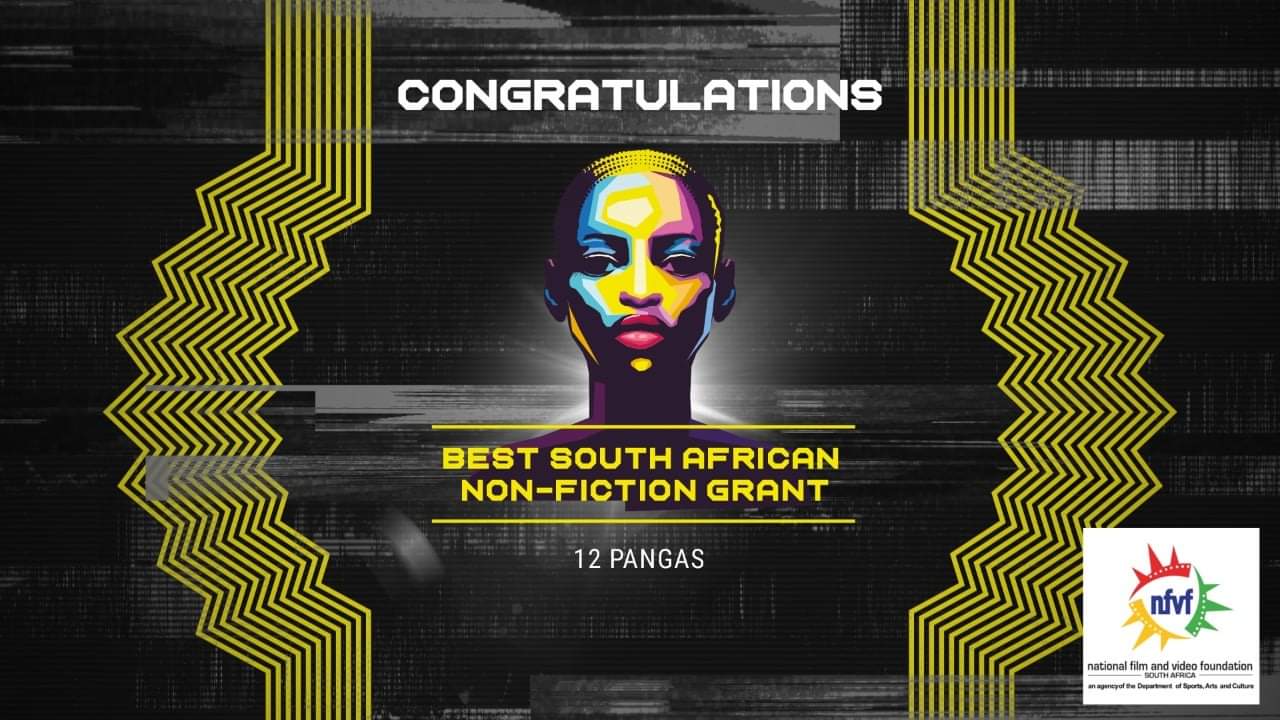 CONGRATULATIONS
BEST SOUTH AFRICAN
NON-FICTION GRANT
12 PANGAS
nfvf
national film and video foundation
SOUTH AFRICA
an agency of the Department of Sports, Arts and Culture